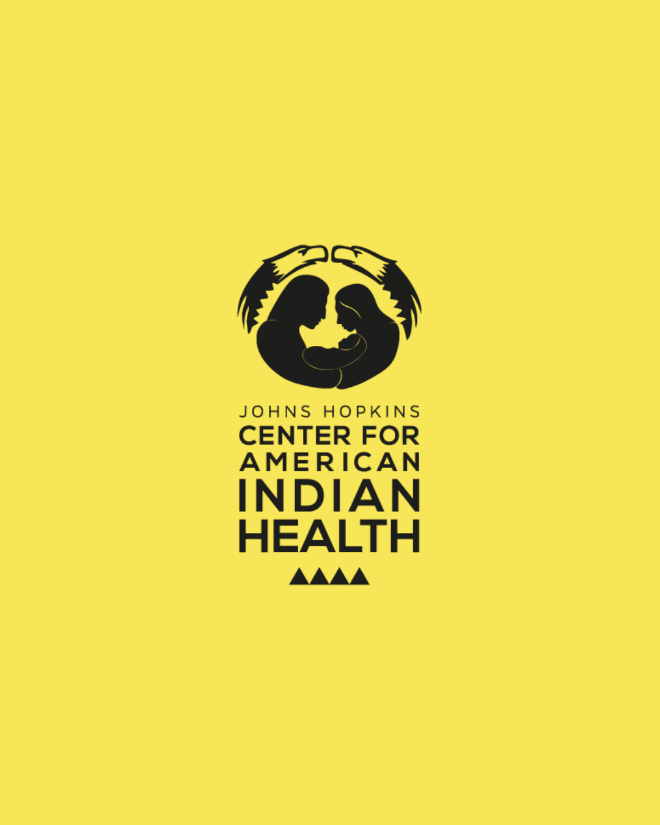 JOHNS HOPKINS
CENTER FOR
AMERICAN
INDIAN
HEALTH